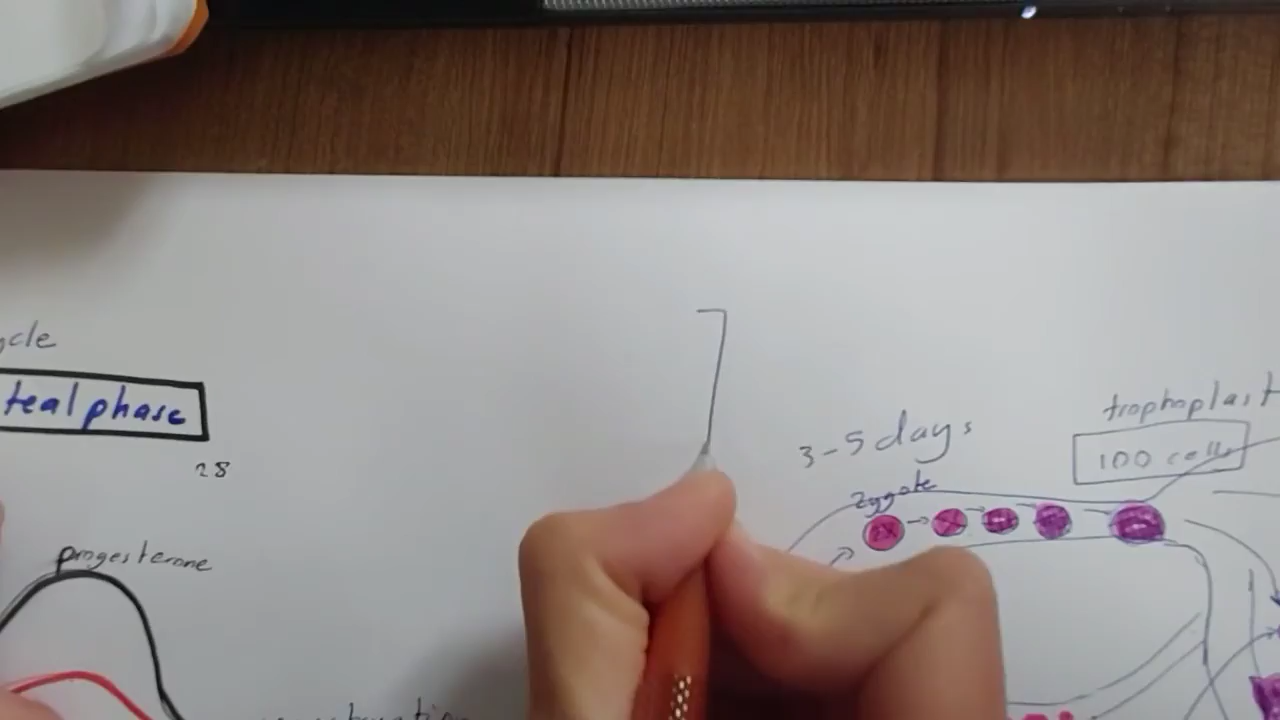 cle
teal phase
28
progesterone
3-5 days
zygote
trophoplast
100 cells